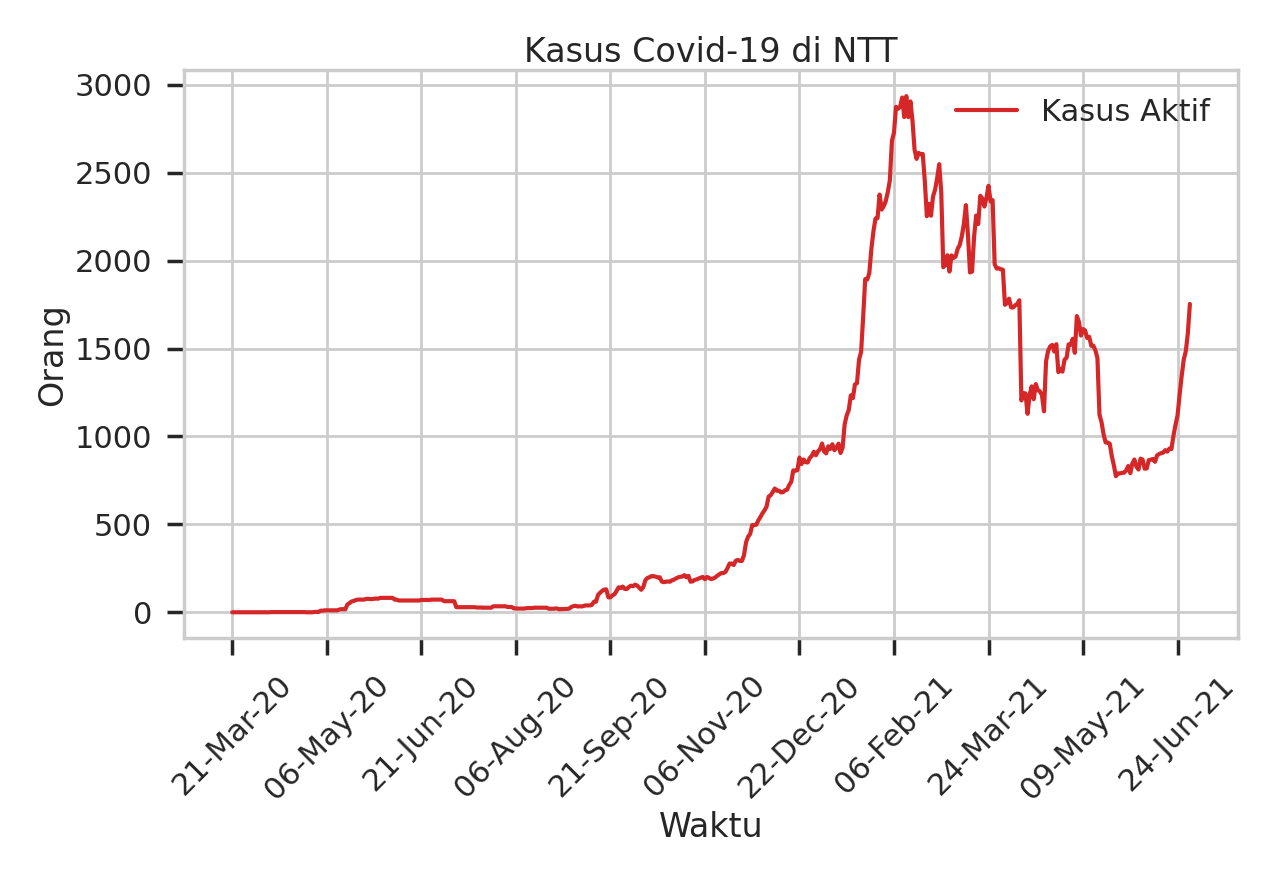 Kasus Covid-19 di NTT
3000
2500
2000
1500
1000
500
0
Orang
Kasus Aktif
21-Mar-20
06-May-20
21-Jun-20
06-Aug-20
21-Sep-20
06-Nov-20
22-Dec-20
06-Feb-21
24-Mar-21
09-May-21
24-Jun-21
Waktu